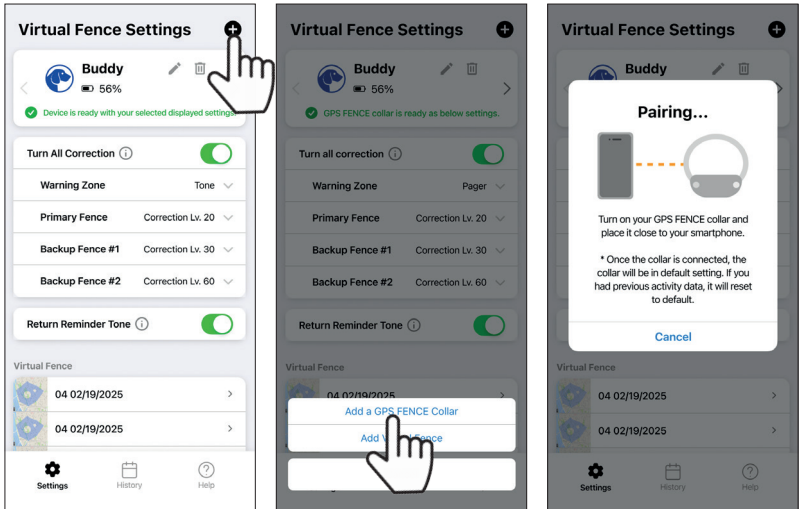 Virtual Fence Settings
Buddy
56%
Device is ready with your selected displayed settings.
Turn All Correction
Warning Zone Tone
Primary Fence Correction Lv. 20
Backup Fence #1 Correction Lv. 30
Backup Fence #2 Correction Lv. 60
Return Reminder Tone
Virtual Fence
04 02/19/2025
04 02/19/2025
Settings History Help
Virtual Fence Settings
Buddy
56%
GPS FENCE collar is ready as below settings.
Turn all correction
Warning Zone Pager
Primary Fence Correction Lv. 20
Backup Fence #1 Correction Lv. 30
Backup Fence #2 Correction Lv. 60
Return Reminder Tone
Virtual Fence
04 02/19/2025
Add a GPS FENCE Collar
Add Fence
Virtual Fence Settings
Buddy
Pairing...
Turn on your GPS FENCE collar and
place it close to your smartphone.
* Once the collar is connected, the
collar will be in default setting. If you
had previous activity data, it will reset
to default.
Cancel
Virtual Fence
04 02/19/2025
04 02/19/2025
Settings History Help